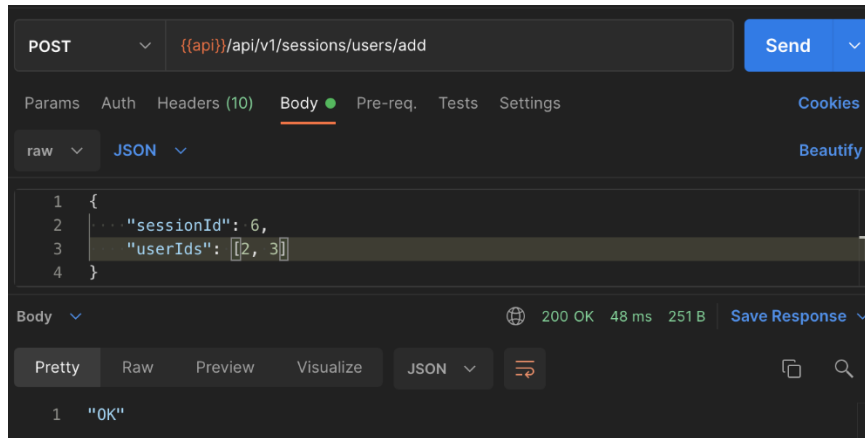 POST {{api}}/api/v1/sessions/users/add Send
Params Auth Headers (10) Body Pre-req. Tests Settings Cookies
raw JSON Beautify
1 {
2 ····"sessionId":·6,
3 ····"userIds": [2, 3]
4 }
Body 200 OK 48 ms 251 B Save Response
Pretty Raw Preview Visualize JSON
1 "OK"